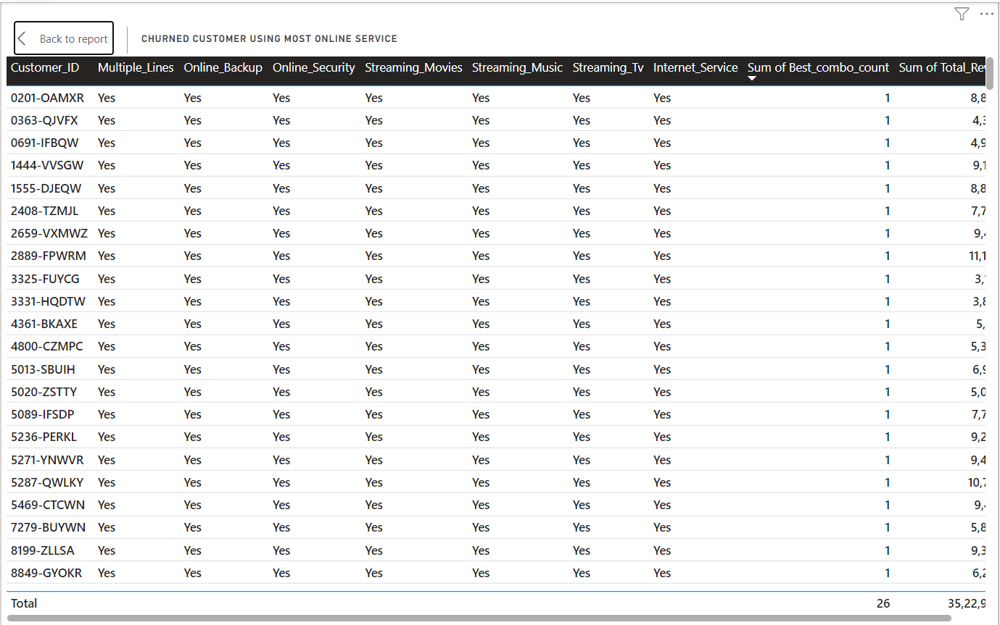 Back to report
CHURNED CUSTOMER USING MOST ONLINE SERVICE
Customer_ID Multiple_Lines Online_Backup Online_Security Streaming_Movies Streaming_Music Streaming_Tv Internet_Service Sum of Best_combo_count Sum of Total_Rev
0201-OAMXR Yes Yes Yes Yes Yes Yes Yes 1 8,8
0363-QJVFX Yes Yes Yes Yes Yes Yes Yes 1 4,3
0691-IFBQW Yes Yes Yes Yes Yes Yes Yes 1 4,9
1444-VVSGW Yes Yes Yes Yes Yes Yes Yes 1 9,1
1555-DJEQW Yes Yes Yes Yes Yes Yes Yes 1 8,8
2408-TZMJL Yes Yes Yes Yes Yes Yes Yes 1 7,7
2659-VXMWZ Yes Yes Yes Yes Yes Yes Yes 1 9,4
2889-FPWRM Yes Yes Yes Yes Yes Yes Yes 1 11,1
3325-FUYCG Yes Yes Yes Yes Yes Yes Yes 1 3,
3331-HQDTW Yes Yes Yes Yes Yes Yes Yes 1 3,8
4361-BKAXE Yes Yes Yes Yes Yes Yes Yes 1 5,
4800-CZMPC Yes Yes Yes Yes Yes Yes Yes 1 5,3
5013-SBUIH Yes Yes Yes Yes Yes Yes Yes 1 6,9
5020-ZSTTY Yes Yes Yes Yes Yes Yes Yes 1 5,0
5089-IFSDP Yes Yes Yes Yes Yes Yes Yes 1 7,7
5236-PERKL Yes Yes Yes Yes Yes Yes Yes 1 9,2
5271-YNWVR Yes Yes Yes Yes Yes Yes Yes 1 9,4
5287-QWLKY Yes Yes Yes Yes Yes Yes Yes 1 10,7
5469-CTCWN Yes Yes Yes Yes Yes Yes Yes 1 9,4
7279-BUYWN Yes Yes Yes Yes Yes Yes Yes 1 5,8
8199-ZLLSA Yes Yes Yes Yes Yes Yes Yes 1 9,3
8849-GYOKR Yes Yes Yes Yes Yes Yes Yes 1 6,2
Total 26 35,22,9